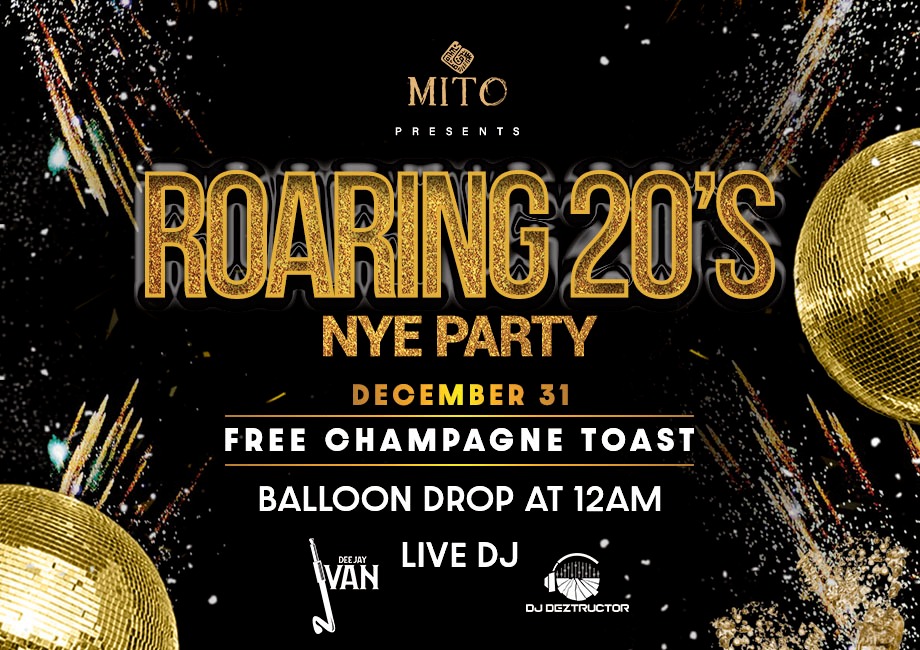 MITO
PRESENTS
ROARING 20'S
NYE PARTY
DECEMBER 31
FREE CHAMPAGNE TOAST
BALLOON DROP AT 12AM
LIVE DJ
DEEJAY
IVAN
DJ DEZTRUCTOR